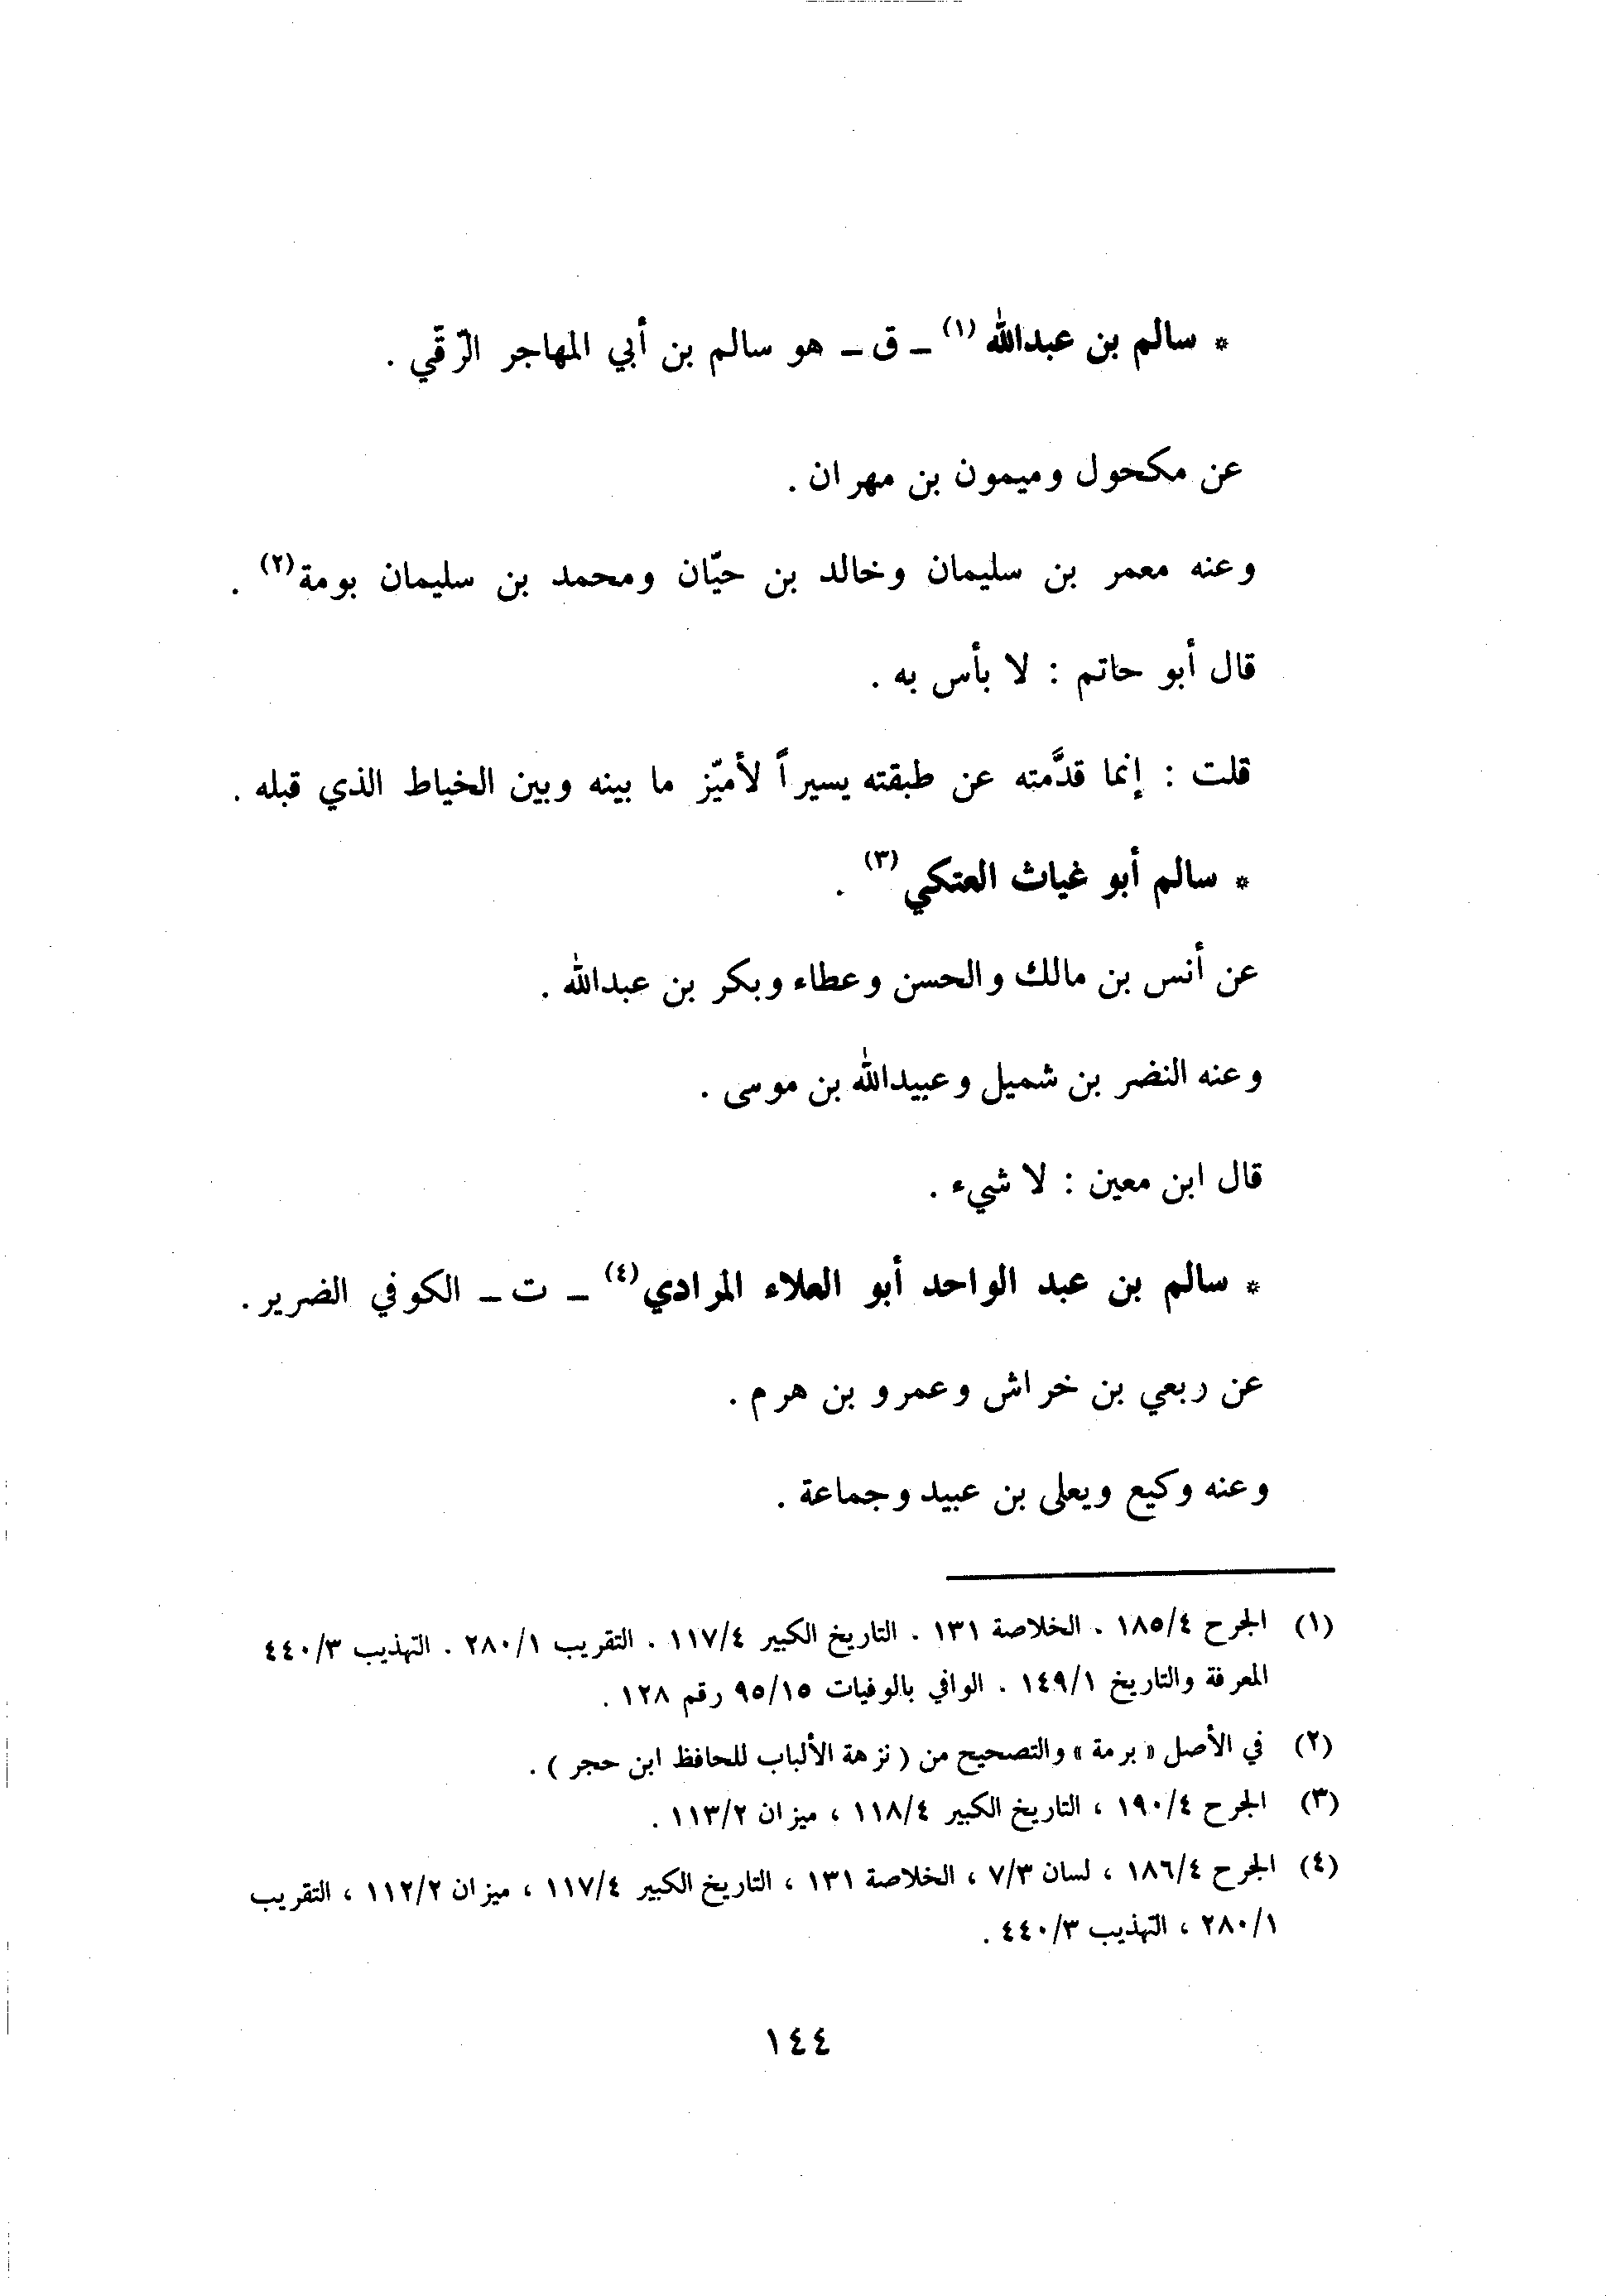 * سالم بن عبدالله (١) ـ ق ـ هو سالم بن أبي المهاجر الرّقّي .
عن مكحول وميمون بن مهران .
وعنه معمر بن سليمان وخالد بن حيّان ومحمد بن سليمان بومة (٢) .
قال أبو حاتم : لا بأس به .
قلت : إنما قدَّمته عن طبقته يسيراً لأميّز ما بينه وبين الخياط الذي قبله .
* سالم أبو غياث العتكي (٣) .
عن أنس بن مالك والحسن وعطاء وبكر بن عبدالله .
وعنه النضر بن شميل وعبيدالله بن موسى .
قال ابن معين : لا شيء .
* سالم بن عبد الواحد أبو العلاء المرادي (٤) ـ ت ـ الكوفي الضرير .
عن ربعي بن خراش وعمرو بن هرم .
وعنه وكيع ويعلى بن عبيد وجماعة .
(١) الجرح ١٨٥/٤ . الخلاصة ١٣١ . التاريخ الكبير ١١٧/٤ . التقريب ٢٨٠/١ . التهذيب ٤٤٠/٣
المعرفة والتاريخ ١٤٩/١ . الوافي بالوفيات ٩٥/١٥ رقم ١٢٨ .
(٢) في الأصل « برمة » والتصحيح من ( نزهة الألباب للحافظ ابن حجر ) .
(٣) الجرح ١٩٠/٤ ، التاريخ الكبير ١١٨/٤ ، ميزان ١١٣/٢ .
(٤) الجرح ١٨٦/٤ ، لسان ٧/٣ ، الخلاصة ١٣١ ، التاريخ الكبير ١١٧/٤ ، ميزان ١١٢/٢ ، التقريب
٢٨٠/١ ، التهذيب ٤٤٠/٣ .
١٤٤